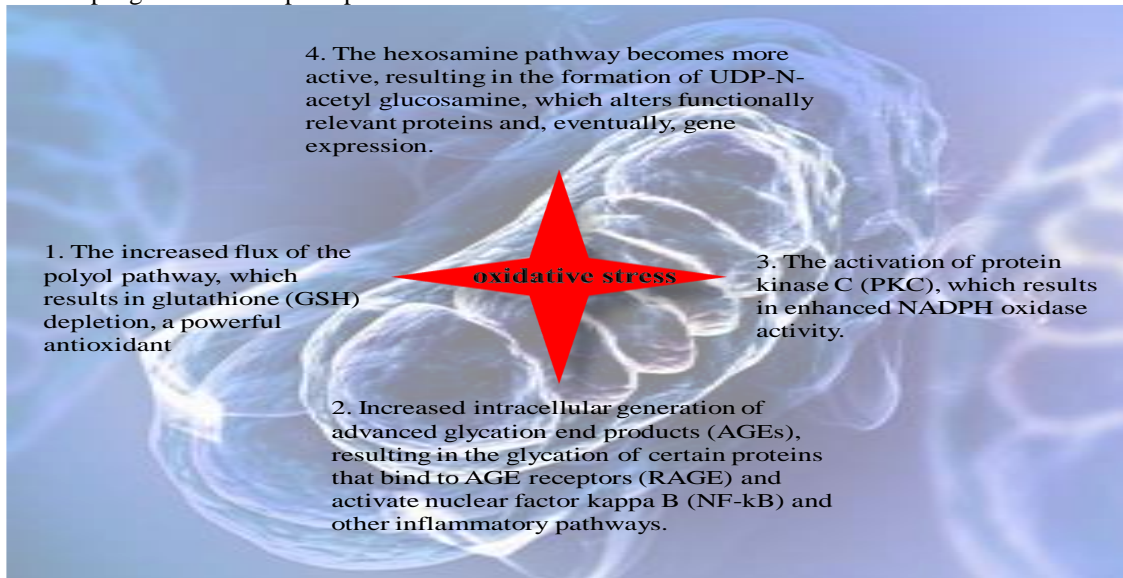 4. The hexosamine pathway becomes more
active, resulting in the formation of UDP-N-
acetyl glucosamine, which alters functionally
relevant proteins and, eventually, gene
expression.
1. The increased flux of the
polyol pathway, which
results in glutathione (GSH)
depletion, a powerful
antioxidant
oxidative stress
3. The activation of protein
kinase C (PKC), which results
in enhanced NADPH oxidase
activity.
2. Increased intracellular generation of
advanced glycation end products (AGEs),
resulting in the glycation of certain proteins
that bind to AGE receptors (RAGE) and
activate nuclear factor kappa B (NF-kB) and
other inflammatory pathways.